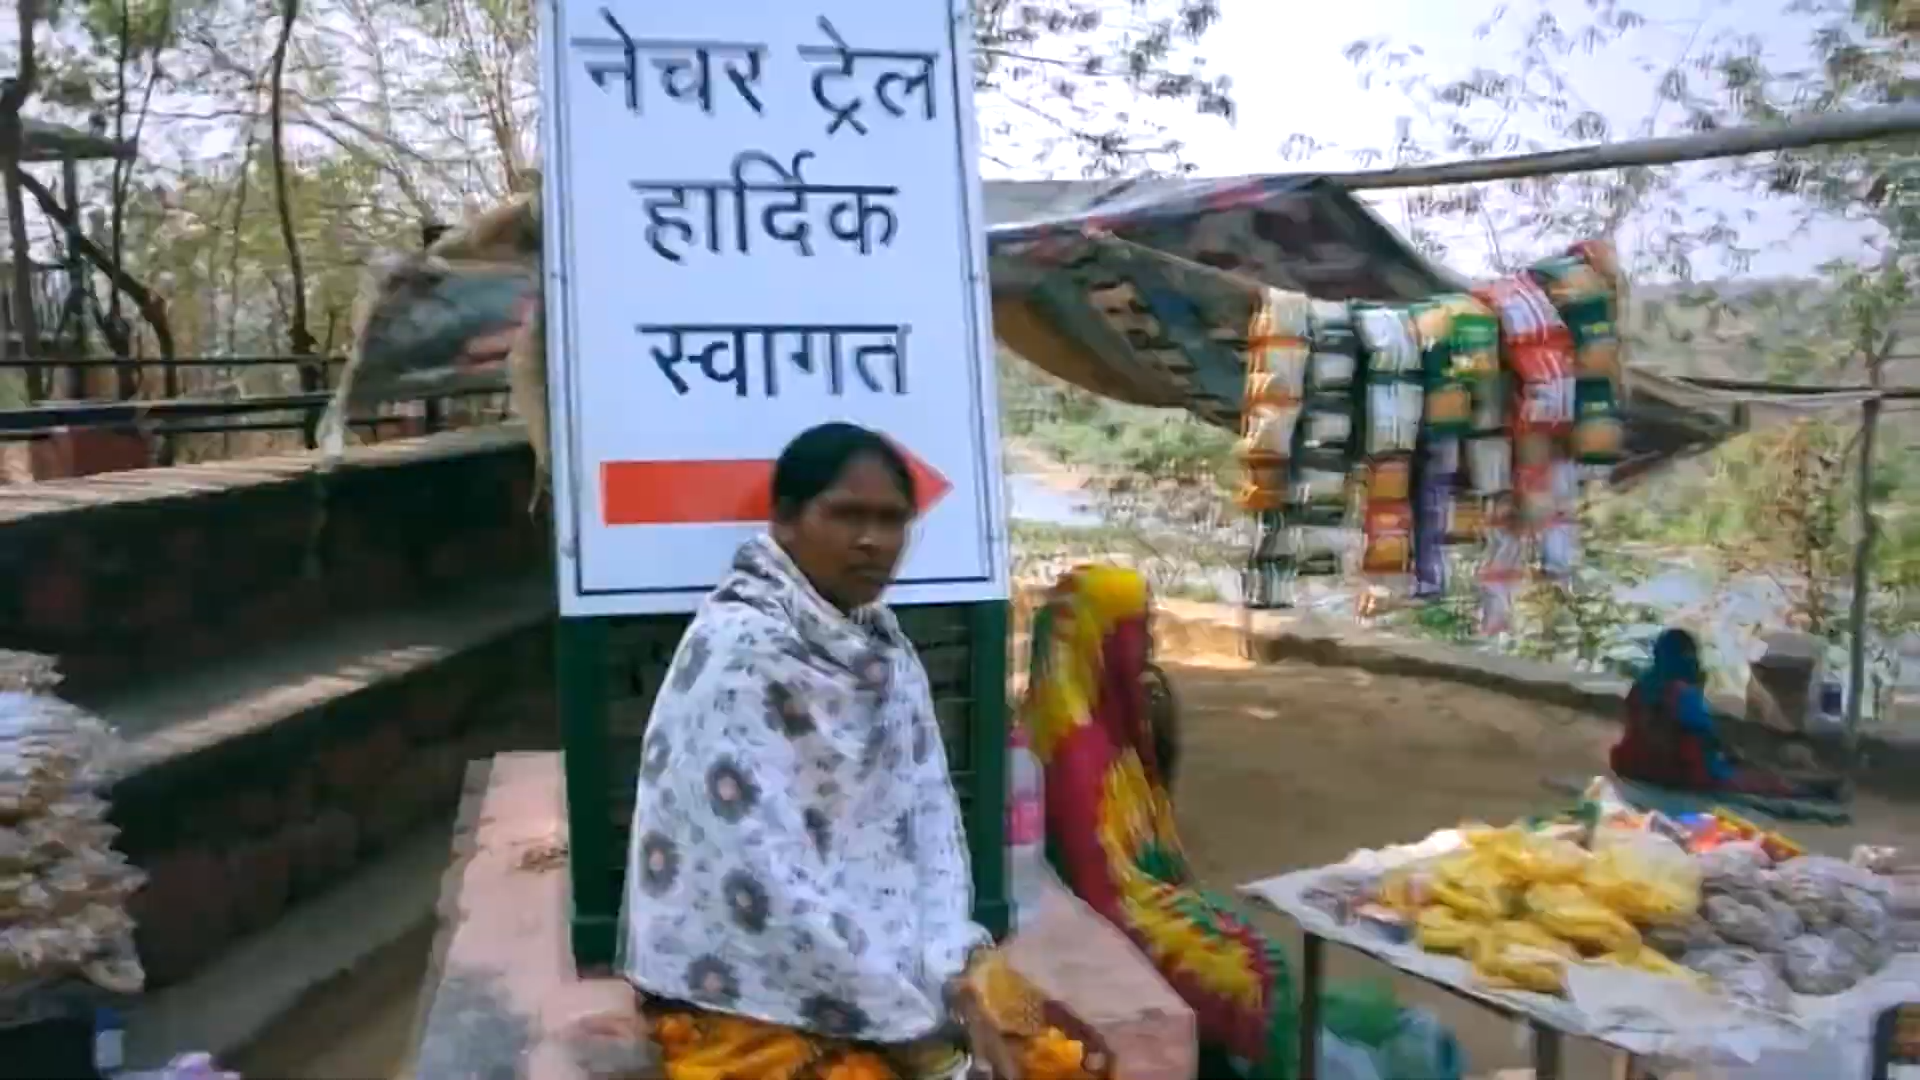 नेचर ट्रेल
हार्दिक
स्वागत